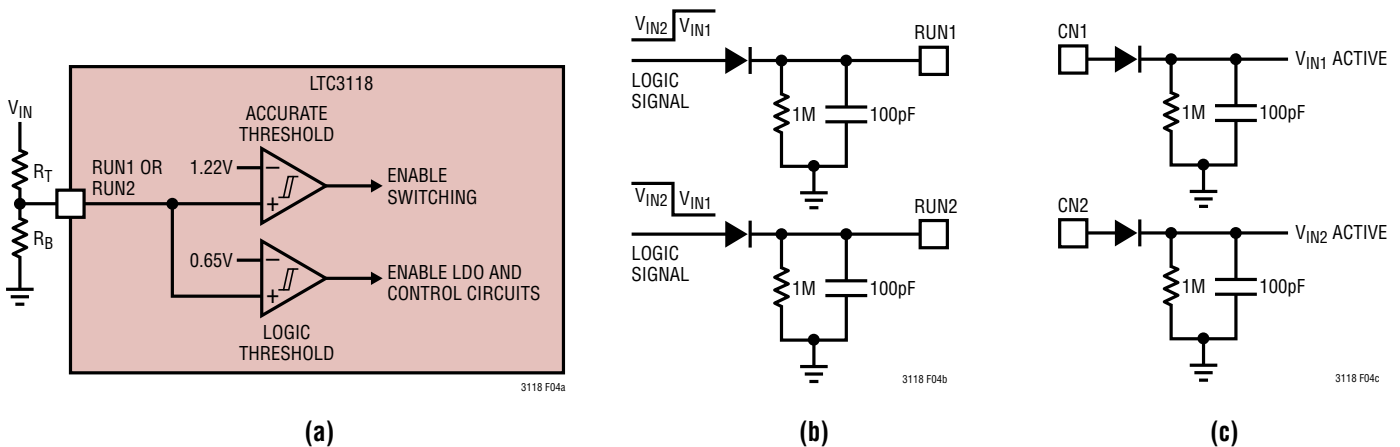 LTC3118
V_IN
R_T
R_B
RUN1 OR
RUN2
ACCURATE
THRESHOLD
1.22V
−
+
ENABLE
SWITCHING
0.65V
−
+
ENABLE LDO AND
CONTROL CIRCUITS
LOGIC
THRESHOLD
3118 F04a
(a)
V_IN2 V_IN1
LOGIC
SIGNAL
RUN1
1M
100pF
V_IN2 V_IN1
LOGIC
SIGNAL
RUN2
1M
100pF
3118 F04b
(b)
CN1
V_IN1 ACTIVE
1M
100pF
CN2
V_IN2 ACTIVE
1M
100pF
3118 F04c
(c)